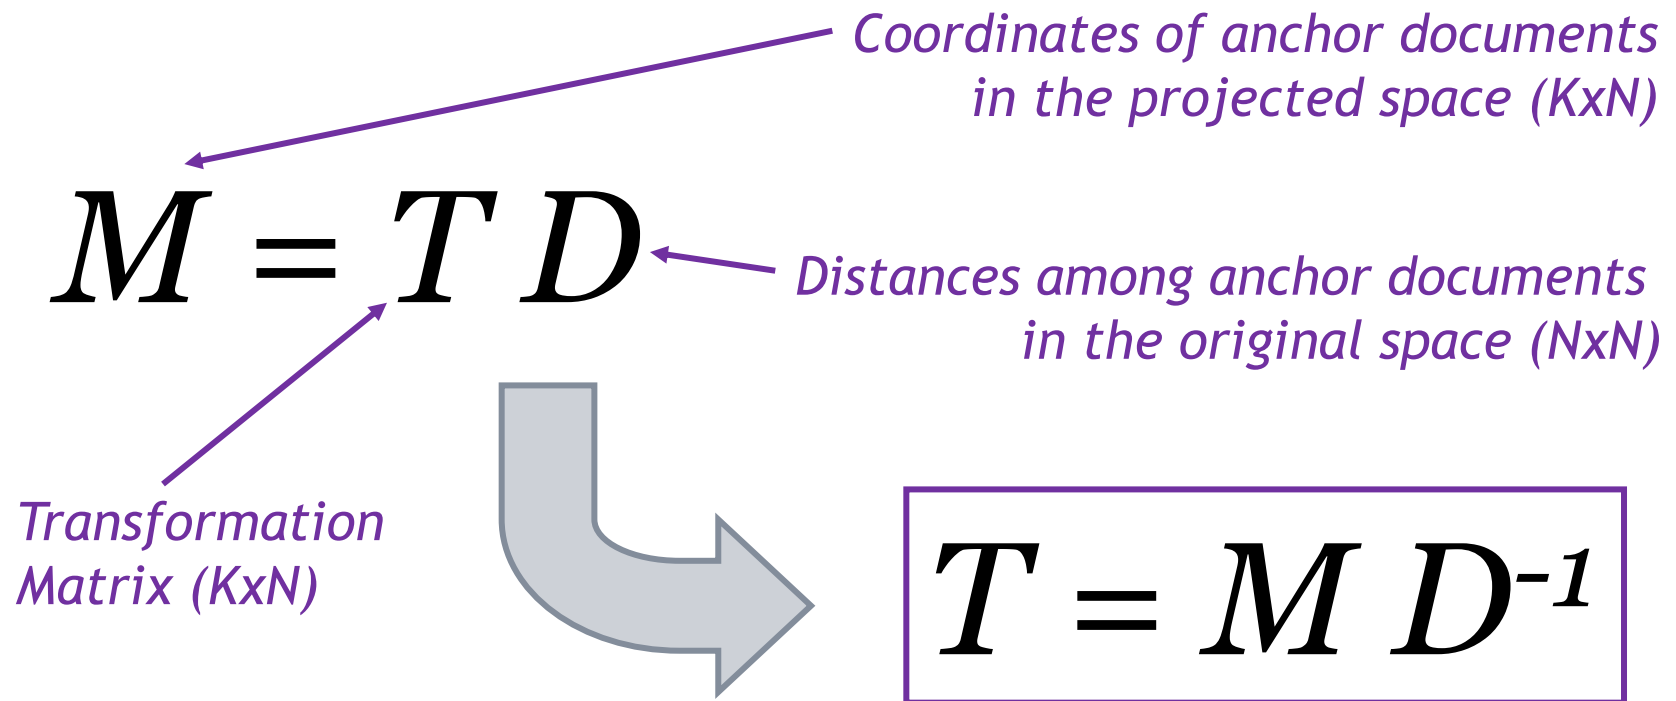 Coordinates of anchor documents
in the projected space (KxN)
M = T D
Distances among anchor documents
in the original space (NxN)
Transformation
Matrix (KxN)
T = M D⁻¹